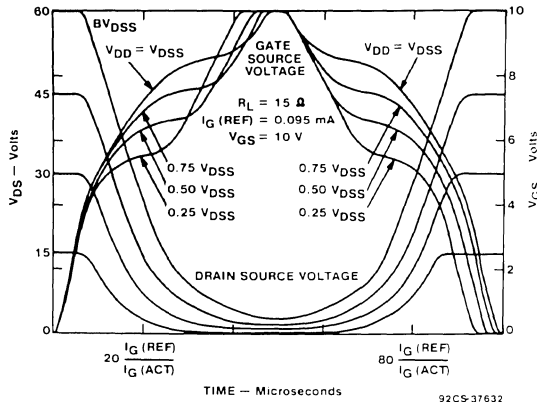 60
BVDSS
10
VDD = VDSS
GATE
SOURCE
VOLTAGE
VDD = VDSS
8
45
RL = 15 Ω
IG (REF) = 0.095 mA
VGS = 10 V
6
VDS – Volts
VGS – Volts
30
0.75 VDSS
0.50 VDSS
0.25 VDSS
0.75 VDSS
0.50 VDSS
0.25 VDSS
4
15
DRAIN SOURCE VOLTAGE
2
0
0
20 IG (REF)
IG (ACT)
80 IG (REF)
IG (ACT)
TIME – Microseconds
92CS-37632